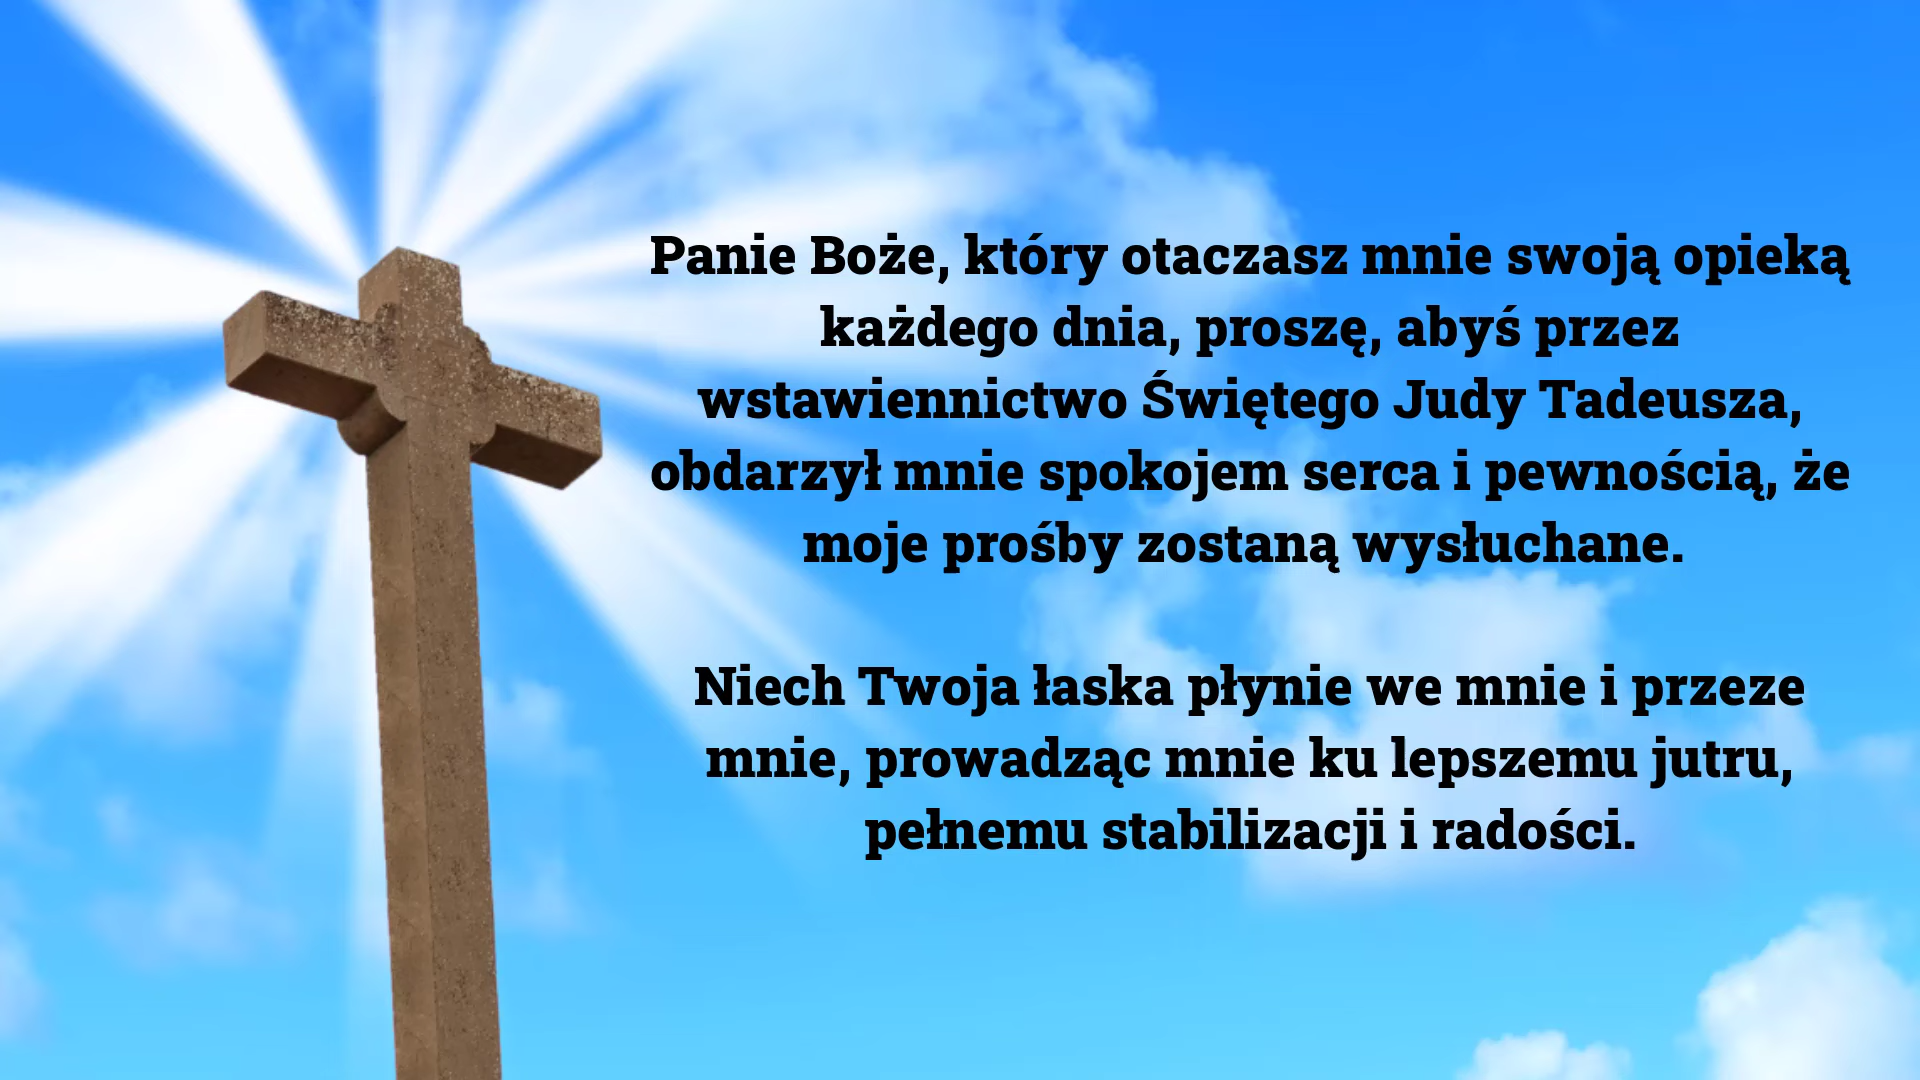 Panie Boże, który otaczasz mnie swoją opieką
każdego dnia, proszę, abyś przez
wstawiennictwo Świętego Judy Tadeusza,
obdarzył mnie spokojem serca i pewnością, że
moje prośby zostaną wysłuchane.
Niech Twoja łaska płynie we mnie i przeze
mnie, prowadząc mnie ku lepszemu jutru,
pełnemu stabilizacji i radości.